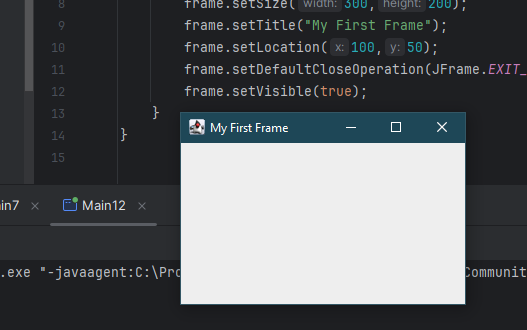 8 frame.setSize( width: 300, height: 200);
9 frame.setTitle("My First Frame");
10 frame.setLocation( x: 100, y: 50);
11 frame.setDefaultCloseOperation(JFrame.EXIT_
12 frame.setVisible(true);
13 }
14 }
15
My First Frame
in7 × Main12 ×
.exe "-javaagent:C:\Pro Communit